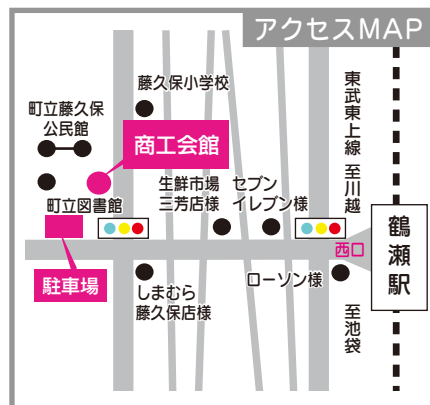 アクセスMAP
藤久保小学校
町立藤久保
公民館
商工会館
東武東上線 至川越
生鮮市場
三芳店様
セブン
イレブン様
町立図書館
鶴瀬駅
西口
駐車場
しまむら
藤久保店様
ローソン様
至池袋